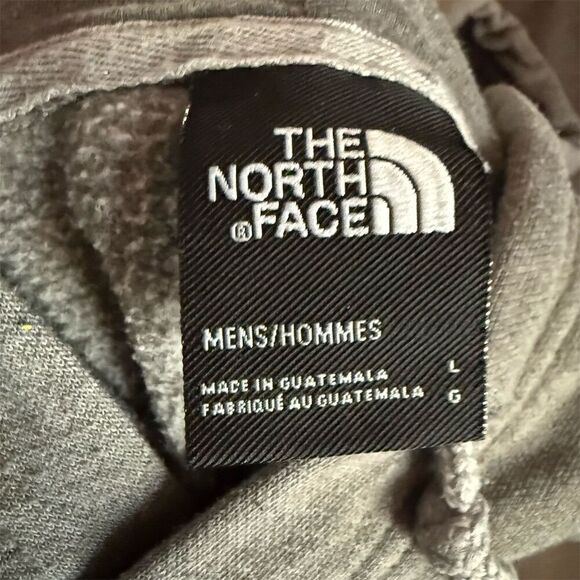 THE
NORTH
®FACE
MENS/HOMMES
MADE IN GUATEMALA L
FABRIQUÉ AU GUATEMALA G